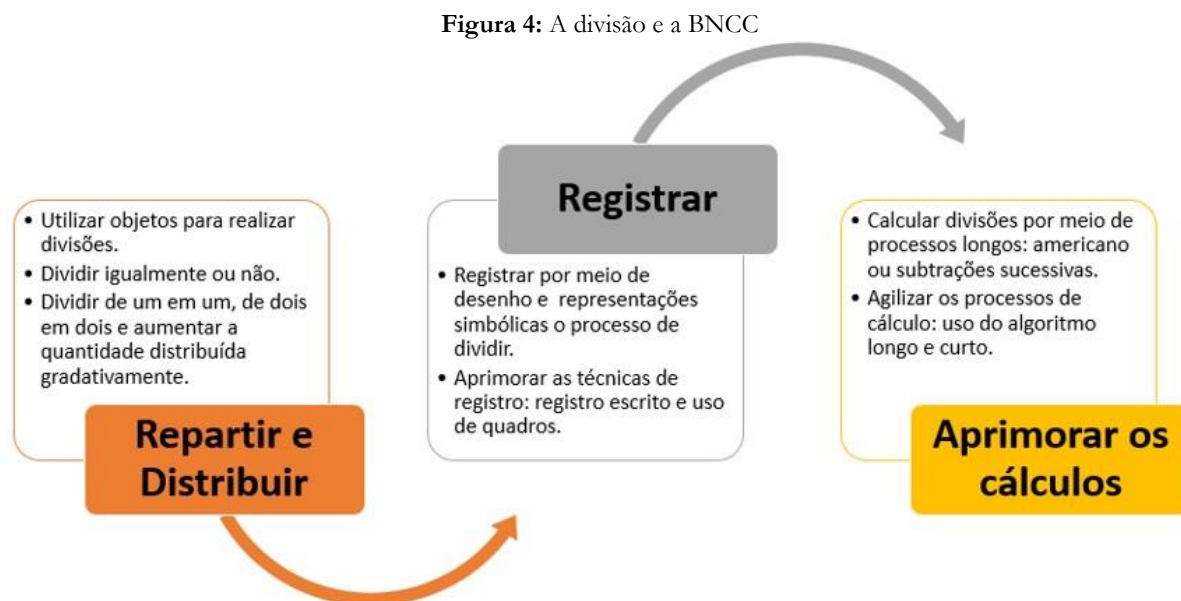 Figura 4: A divisão e a BNCC
• Utilizar objetos para realizar
divisões.
• Dividir igualmente ou não.
• Dividir de um em um, de dois
em dois e aumentar a
quantidade distribuída
gradativamente.
Repartir e
Distribuir
Registrar
• Registrar por meio de
desenho e representações
simbólicas o processo de
dividir.
• Aprimorar as técnicas de
registro: registro escrito e uso
de quadros.
• Calcular divisões por meio de
processos longos: americano
ou subtrações sucessivas.
• Agilizar os processos de
cálculo: uso do algoritmo
longo e curto.
Aprimorar os
cálculos